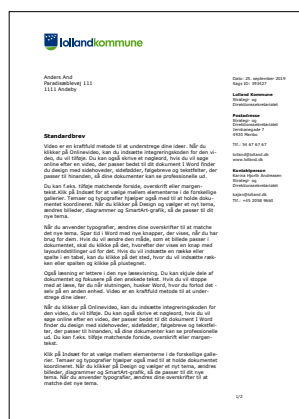 lollandkommune
Anders And
Paradisæblevej 111
1111 Andeby
Dato: 25. september 2019
Sags ID: 393427
Lolland Kommune
Strategi- og
Direktionssekretariatet
Postadresse
Strategi- og
Direktionssekretariatet
Jernbanegade 7
4930 Maribo
Tlf.: 54 67 67 67
lolland@lolland.dk
www.lolland.dk
Kontaktperson
Strategi- og
Direktionssekretariatet
Standardbrev
Video er en kraftfuld metode til at understrege dine ideer. Når du
klikker på Onlinevideo, kan du indsætte integreringskoden for den vi-
deo, du vil tilføje. Du kan også skrive et nøgleord, hvis du vil søge
online efter en video, der passer bedst til dit dokument I Word finder
du design med sidehoveder, sidefødder, følgebreve og tekstfelter, der
passer til hinanden, så dine dokumenter kan se professionelle ud.
Du kan f.eks. tilføje matchende forside, overskrift eller margen-
tekst.Klik på Indsæt for at vælge mellem elementerne i de forskellige
gallerier. Temaer og typografier hjælper også med til at holde doku-
mentet koordineret. Når du klikker på Design og vælger et nyt tema,
ændres billeder, diagrammer og SmartArt-grafik, så de passer til dit
nye tema.
Når du anvender typografier, ændres dine overskrifter til at matche
det nye tema. Spar tid i Word med nye knapper, der vises, når du har
brug for dem. Hvis du vil ændre den måde, som et billede passer i dit
dokument, skal du klikke på det, hvorefter der vises en knap med
layoutindstillinger ud for det. Hvis du vil indsætte en række eller
spalte i en tabel, kan du klikke på det sted, hvor du vil indsætte ræk-
ken eller spalten og klikke på plustegnet.
Også læsning er lettere i den nye læsevisning. Du kan skjule dele af
dokumentet og fokusere på den ønskede tekst. Hvis du vil stoppe
med at læse, før du når slutningen, husker Word, hvor du forlod det -
selv på en anden enhed. Video er en kraftfuld metode til at under-
strege dine ideer.
Når du klikker på Onlinevideo, kan du indsætte integreringskoden for
den video, du vil tilføje. Du kan også skrive et nøgleord, hvis du vil
søge online efter en video, der passer bedst til dit dokument I Word
finder du design med sidehoveder, sidefødder, følgebreve og tekstfel-
ter, der passer til hinanden, så dine dokumenter kan se professionelle
ud. Du kan f.eks. tilføje matchende forside, overskrift eller margen-
tekst.
Klik på Indsæt for at vælge mellem elementerne i de forskellige galle-
rier. Temaer og typografier hjælper også med til at holde dokumentet
koordineret. Når du klikker på Design og vælger et nyt tema, ændres
billeder, diagrammer og SmartArt-grafik, så de passer til dit nye
tema. Når du anvender typografier, ændres dine overskrifter til at
matche det nye tema.
1/2